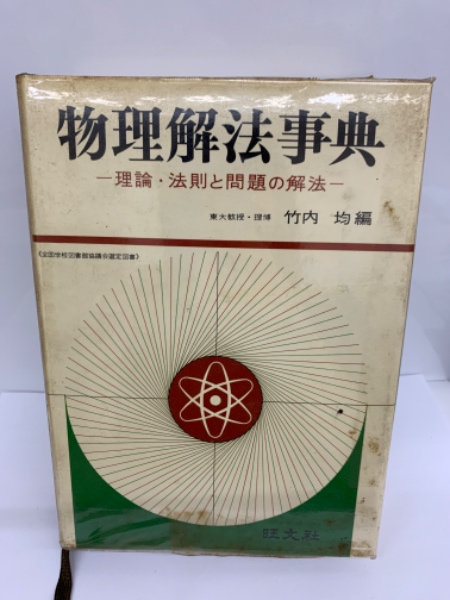 物理解法事典
―理論・法則と問題の解法―
東大教授・理博 竹内 均編
《全国学校図書館協議会選定図書》
旺文社